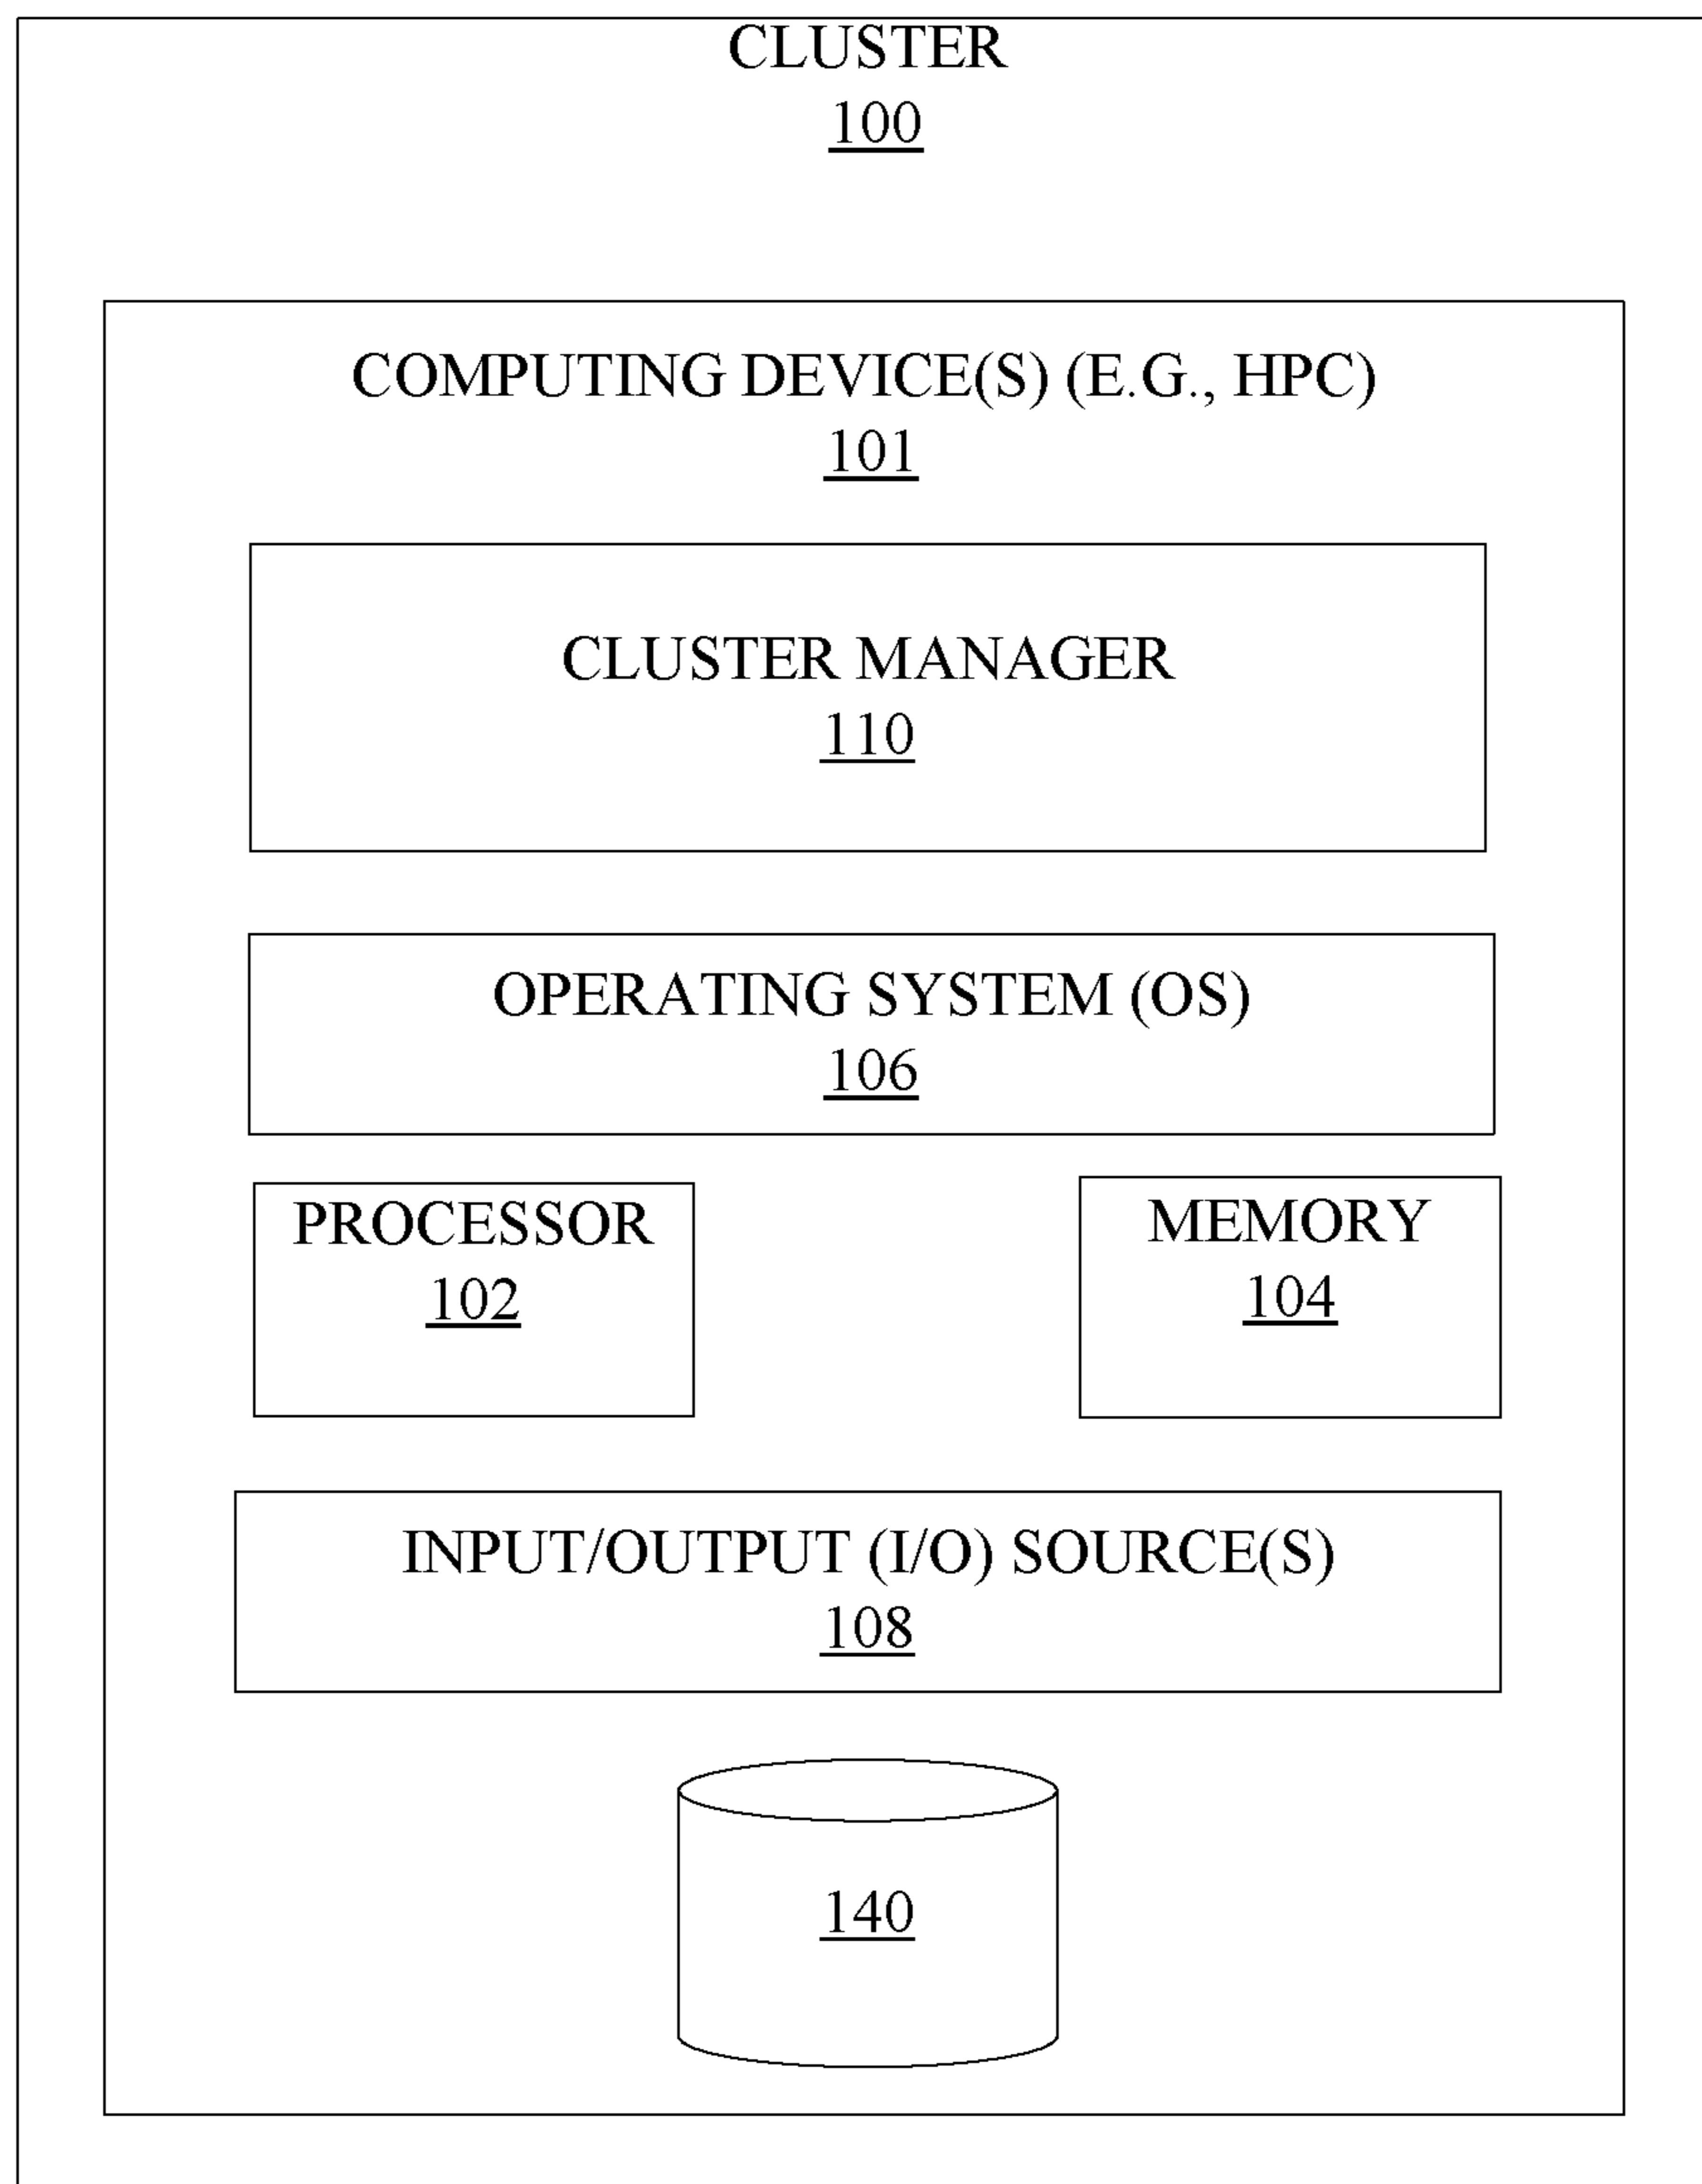 CLUSTER
100
COMPUTING DEVICE(S) (E.G., HPC)
101
CLUSTER MANAGER
110
OPERATING SYSTEM (OS)
106
PROCESSOR
102
MEMORY
104
INPUT/OUTPUT (I/O) SOURCE(S)
108
140